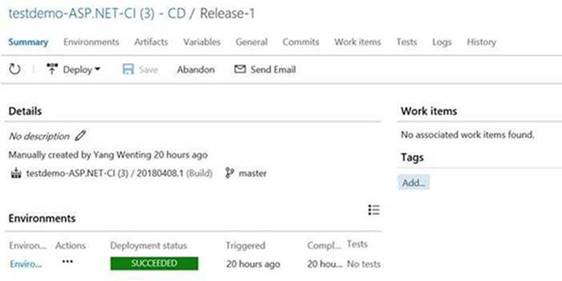 testdemo-ASP.NET-CI (3) - CD / Release-1
Summary Environments Artifacts Variables General Commits Work items Tests Logs History
Deploy Save Abandon Send Email
Details
No description
Manually created by Yang Wenting 20 hours ago
testdemo-ASP.NET-CI (3) / 20180408.1 (Build) master
Work items
No associated work items found.
Tags
Add...
Environments
Environ... Actions Deployment status Triggered Compl... Tests
Enviro... ... SUCCEEDED 20 hours ago 20 hou... No tests